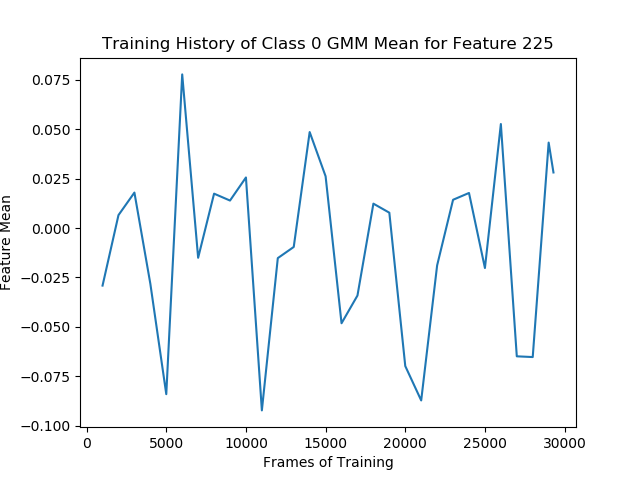 Training History of Class 0 GMM Mean for Feature 225
0.075
0.050
0.025
0.000
−0.025
−0.050
−0.075
−0.100
Feature Mean
0 5000 10000 15000 20000 25000 30000
Frames of Training